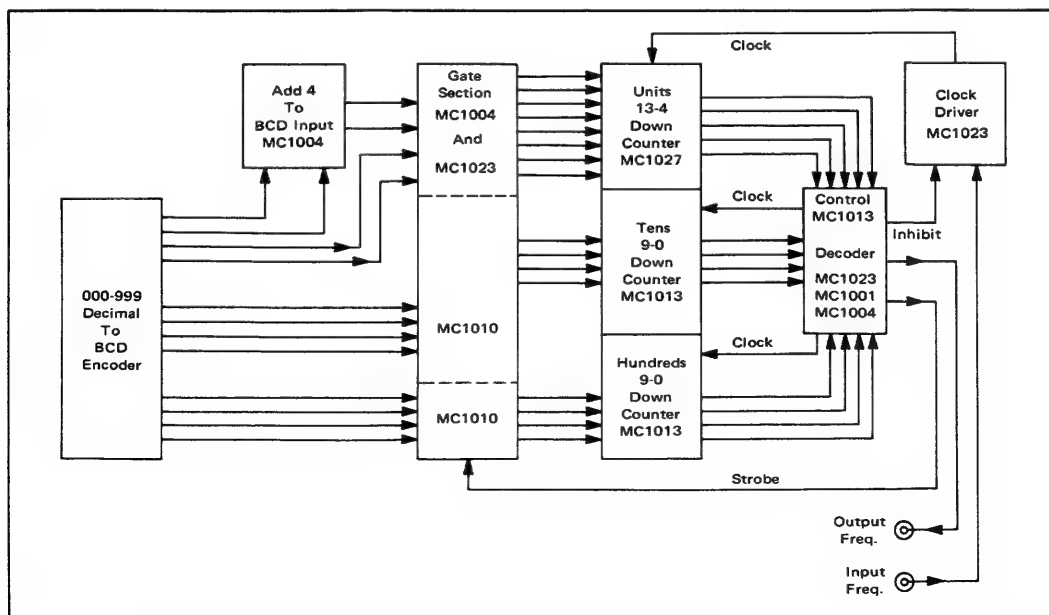 Clock
Add 4
To
BCD Input
MC1004
Gate
Section
MC1004
And
MC1023
Units
13-4
Down
Counter
MC1027
Clock
Driver
MC1023
000-999
Decimal
To
BCD
Encoder
MC1010
MC1010
Clock
Tens
9-0
Down
Counter
MC1013
Clock
Hundreds
9-0
Down
Counter
MC1013
Control
MC1013
Decoder
MC1023
MC1001
MC1004
Inhibit
Strobe
Output
Freq.
Input
Freq.